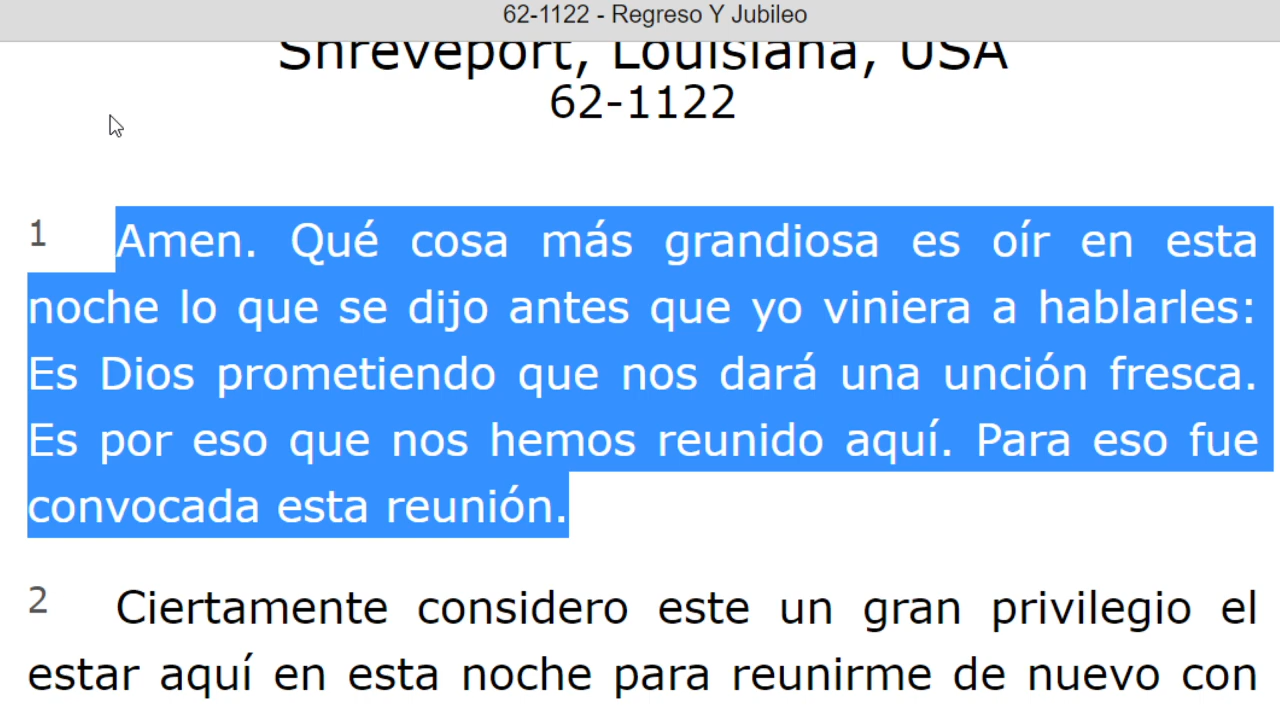 62-1122 - Regreso Y Jubileo
Shreveport, Louisiana, USA
62-1122
1 Amen. Qué cosa más grandiosa es oír en esta
noche lo que se dijo antes que yo viniera a hablarles:
Es Dios prometiendo que nos dará una unción fresca.
Es por eso que nos hemos reunido aquí. Para eso fue
convocada esta reunión.
2 Ciertamente considero este un gran privilegio el
estar aquí en esta noche para reunirme de nuevo con